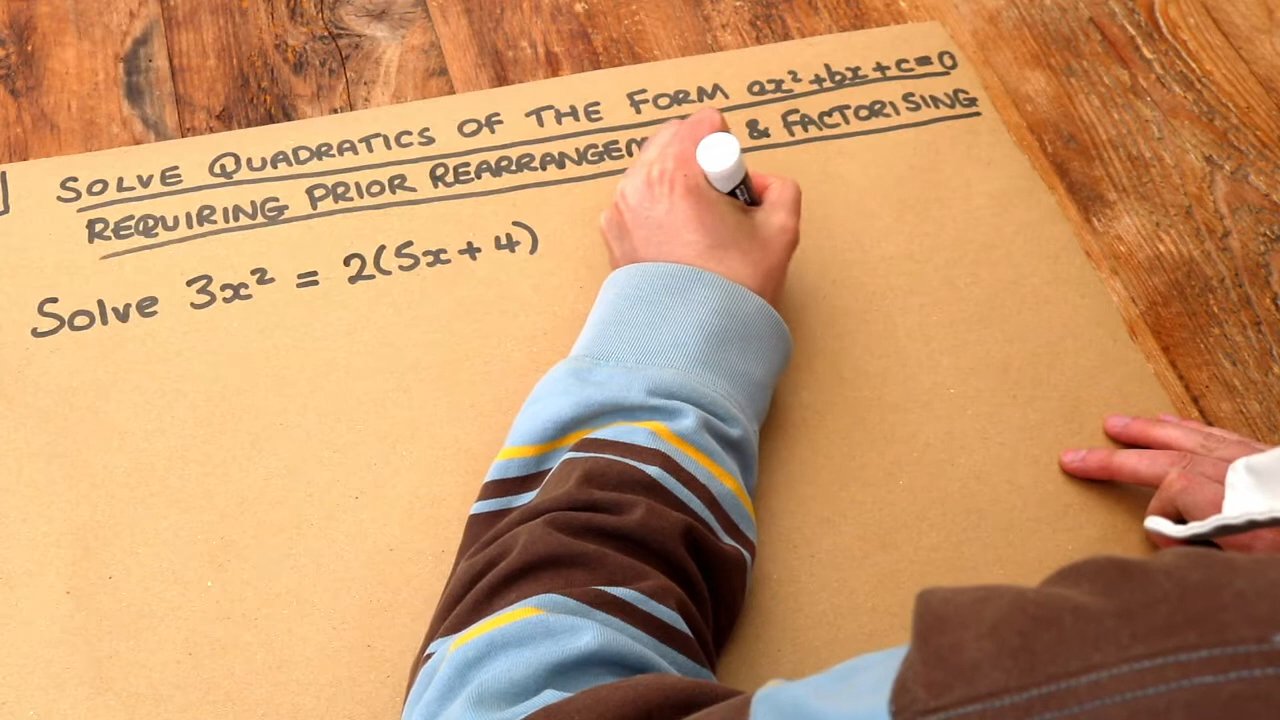 SOLVE QUADRATICS OF THE FORM ax²+bx+c=0
REQUIRING PRIOR & FACTORISING
Solve 3x² = 2(5x+4)